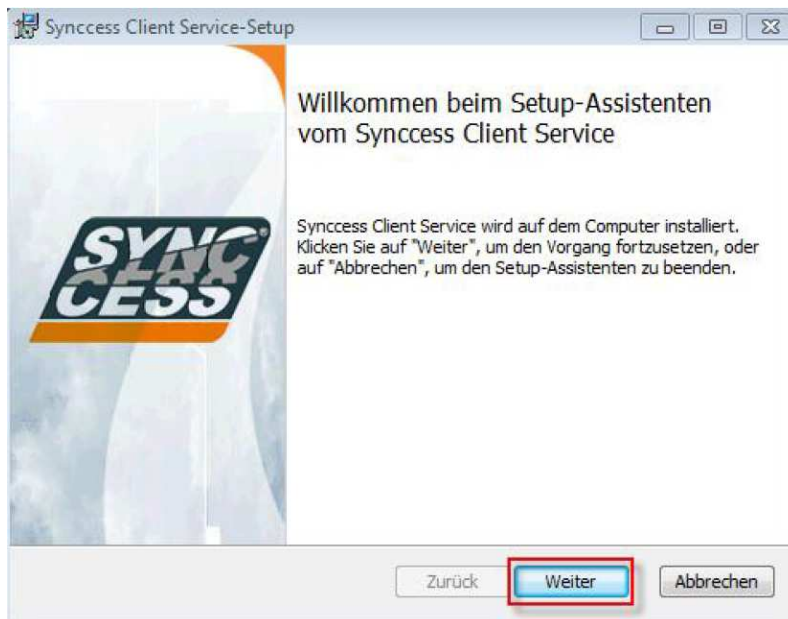 Synccess Client Service-Setup
Willkommen beim Setup-Assistenten
vom Synccess Client Service
SYNC
CESS
Synccess Client Service wird auf dem Computer installiert.
Klicken Sie auf "Weiter", um den Vorgang fortzusetzen, oder
auf "Abbrechen", um den Setup-Assistenten zu beenden.
Zurück Weiter Abbrechen